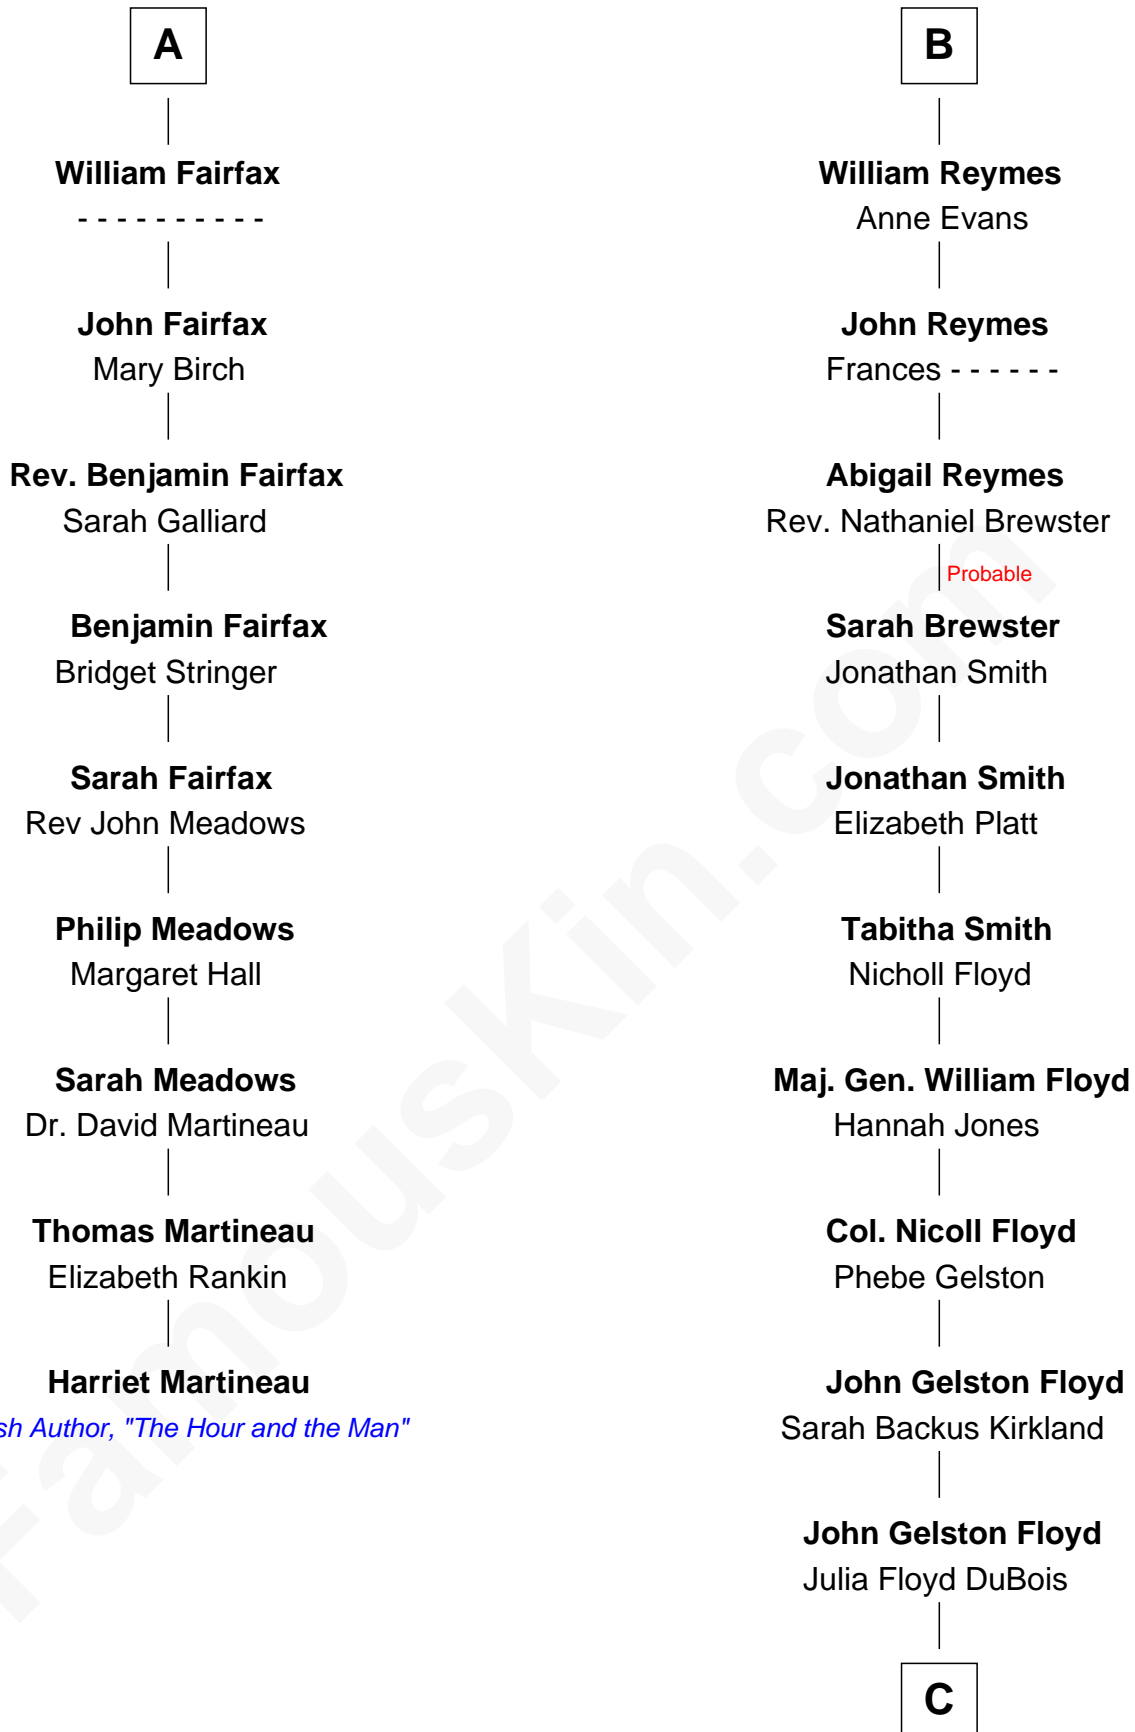 A
William Fairfax
- - - - - - - - - -
John Fairfax
Mary Birch
Rev. Benjamin Fairfax
Sarah Galliard
Benjamin Fairfax
Bridget Stringer
Sarah Fairfax
Rev John Meadows
Philip Meadows
Margaret Hall
Sarah Meadows
Dr. David Martineau
Thomas Martineau
Elizabeth Rankin
Harriet Martineau
sh Author, "The Hour and the Man"
B
William Reymes
Anne Evans
John Reymes
Frances - - - - - -
Abigail Reymes
Rev. Nathaniel Brewster
Probable
Sarah Brewster
Jonathan Smith
Jonathan Smith
Elizabeth Platt
Tabitha Smith
Nicholl Floyd
Maj. Gen. William Floyd
Hannah Jones
Col. Nicoll Floyd
Phebe Gelston
John Gelston Floyd
Sarah Backus Kirkland
John Gelston Floyd
Julia Floyd DuBois
C
FamousKin.com